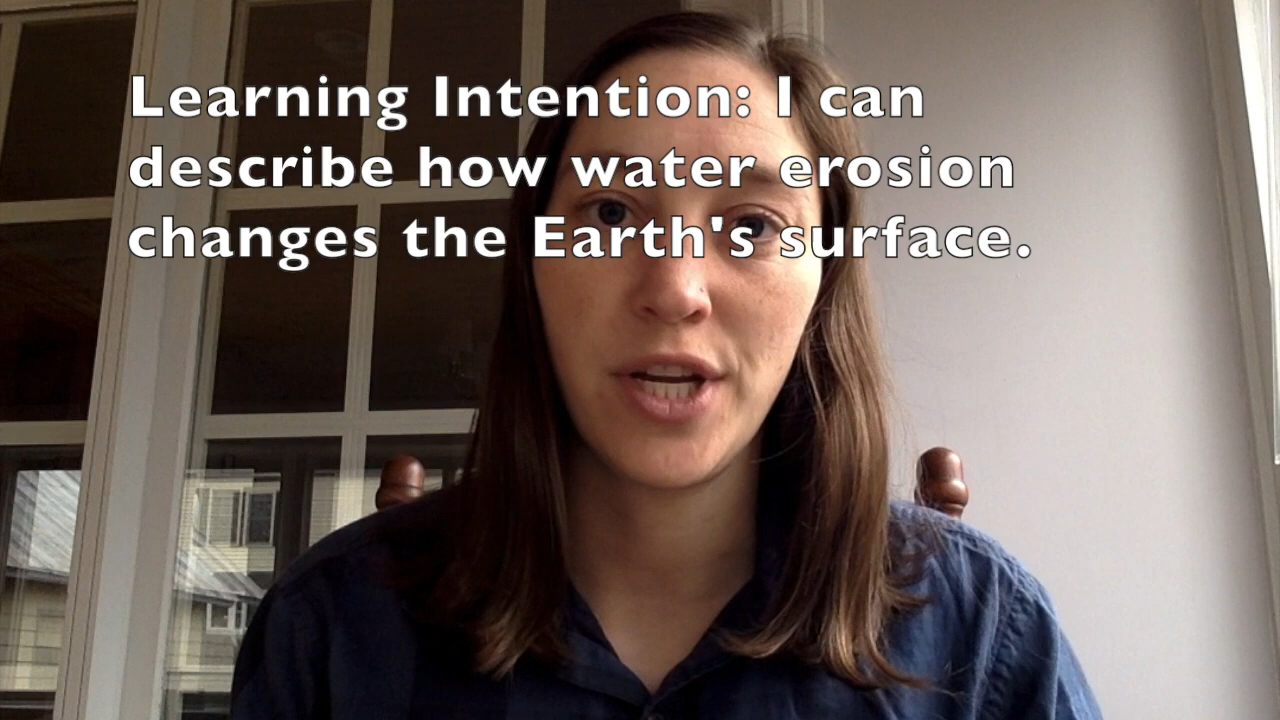 Learning Intention: I can
describe how water erosion
changes the Earth's surface.